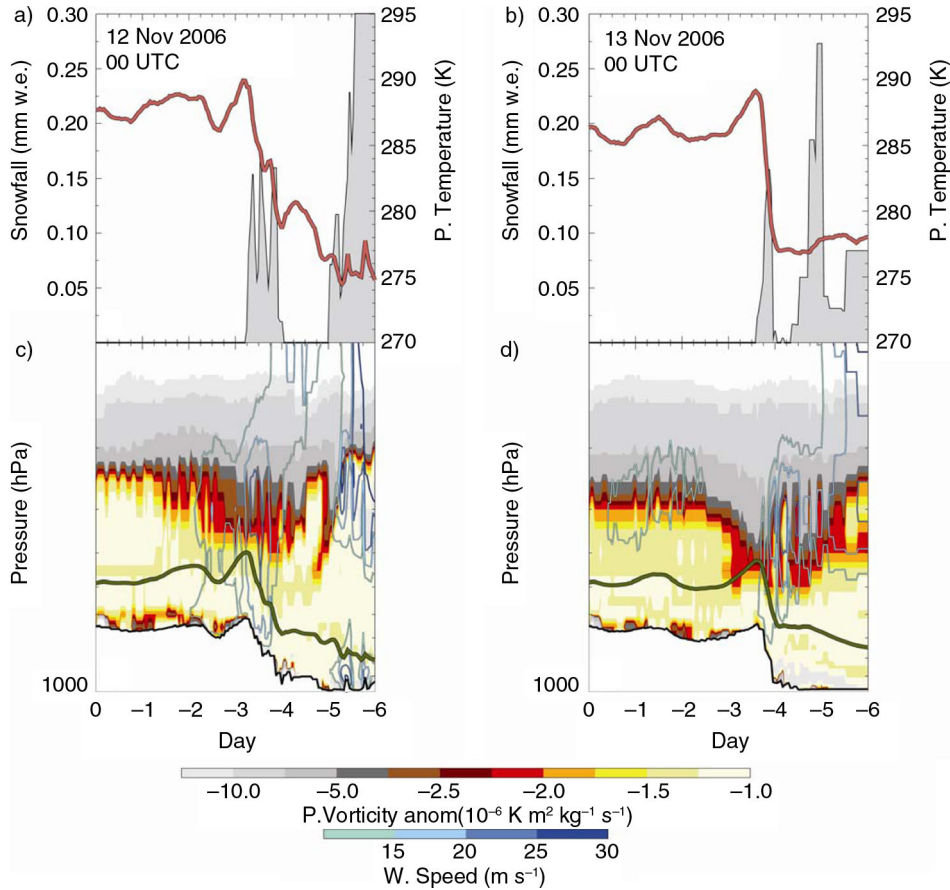 a)
12 Nov 2006
00 UTC
Snowfall (mm w.e.)
0.30
0.25
0.20
0.15
0.10
0.05
P. Temperature (K)
295
290
285
280
275
270
b)
13 Nov 2006
00 UTC
Snowfall (mm w.e.)
0.30
0.25
0.20
0.15
0.10
0.05
P. Temperature (K)
295
290
285
280
275
270
c)
Pressure (hPa)
1000
0 −1 −2 −3 −4 −5 −6
Day
d)
Pressure (hPa)
1000
0 −1 −2 −3 −4 −5 −6
Day
−10.0 −5.0 −2.5 −2.0 −1.5 −1.0
P.Vorticity anom(10⁻⁶ K m² kg⁻¹ s⁻¹)
15 20 25 30
W. Speed (m s⁻¹)